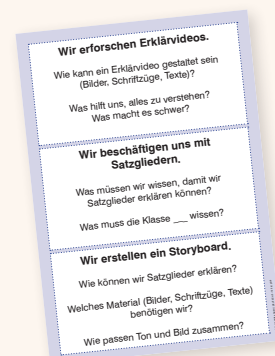 Wir erforschen Erklärvideos.
Wie kann ein Erklärvideo gestaltet sein
(Bilder, Schriftzüge, Texte)?
Was hilft uns, alles zu verstehen?
Was macht es schwer?
Wir beschäftigen uns mit
Satzgliedern.
Was müssen wir wissen, damit wir
Satzglieder erklären können?
Was muss die Klasse ___ wissen?
Wir erstellen ein Storyboard.
Wie können wir Satzglieder erklären?
Welches Material (Bilder, Schriftzüge, Texte)
benötigen wir?
Wie passen Ton und Bild zusammen?